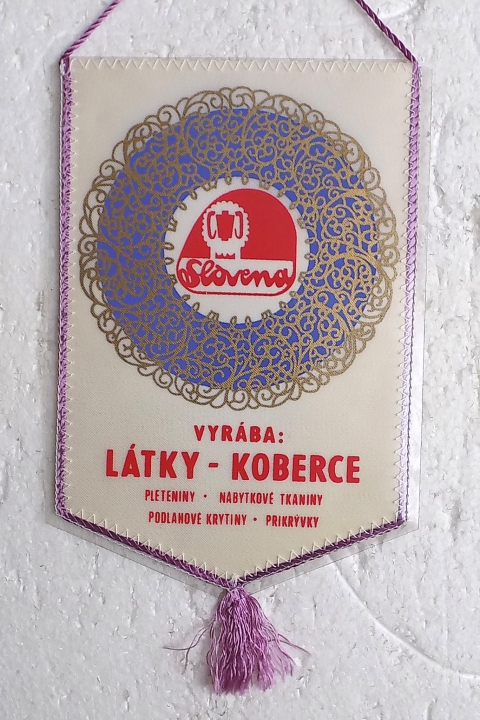 Slovena
VYRÁBA:
LÁTKY - KOBERCE
PLETENINY • NÁBYTKOVÉ TKANINY
PODLAHOVÉ KRYTINY • PRIKRÝVKY